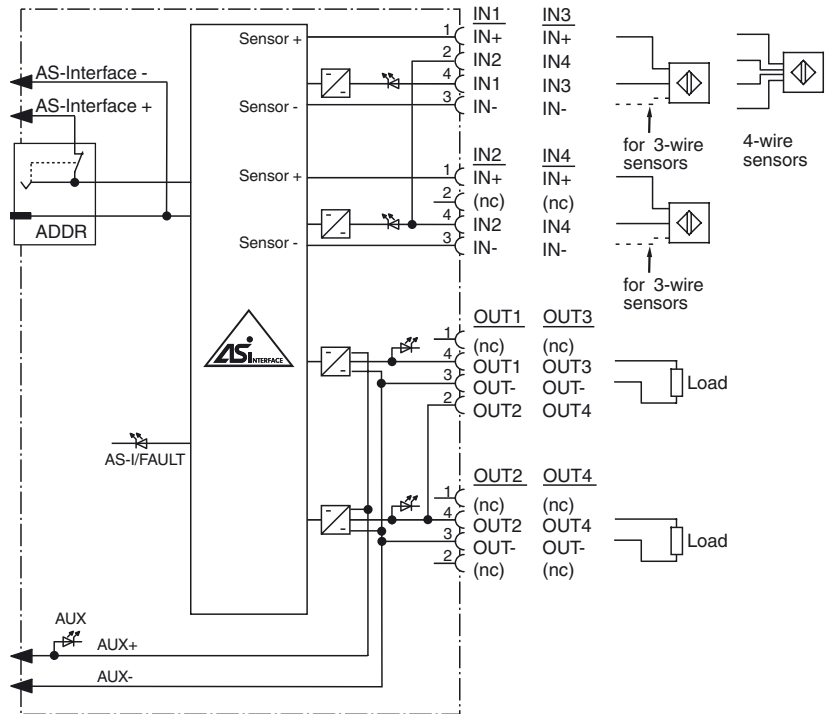 AS-Interface -
AS-Interface +
ADDR
Sensor +
Sensor -
Sensor +
Sensor -
ASi INTERFACE
AS-I/FAULT
AUX
AUX+
AUX-
IN1 IN3
1 IN+ IN+
2 IN2 IN4
4 IN1 IN3
3 IN- IN-
for 3-wire
sensors
4-wire
sensors
IN2 IN4
1 IN+ IN+
2 (nc) (nc)
4 IN2 IN4
3 IN- IN-
for 3-wire
sensors
OUT1 OUT3
1 (nc) (nc)
4 OUT1 OUT3
3 OUT- OUT-
2 OUT2 OUT4
Load
OUT2 OUT4
1 (nc) (nc)
4 OUT2 OUT4
3 OUT- OUT-
2 (nc) (nc)
Load